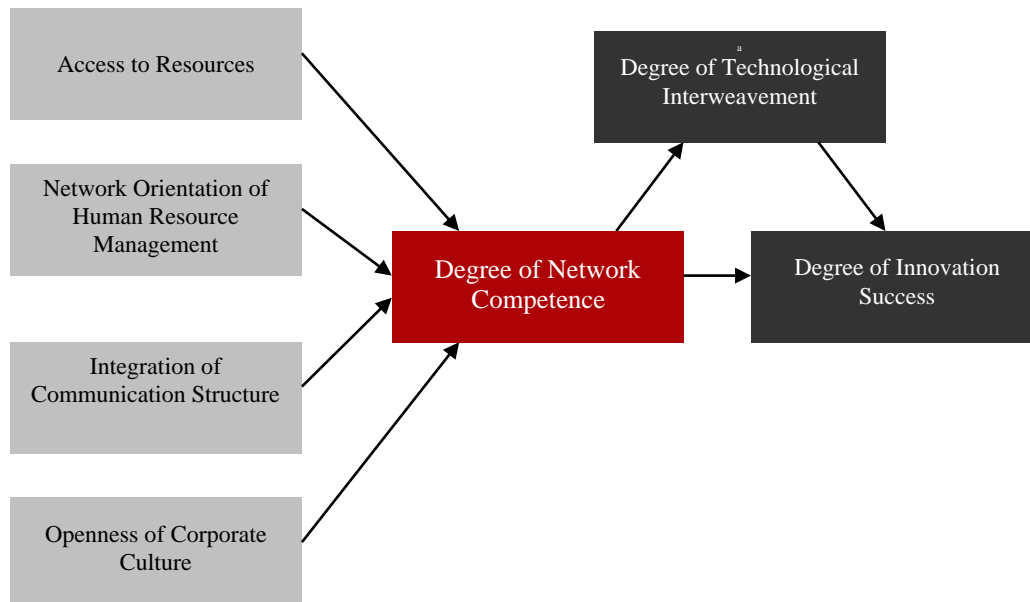 Access to Resources
Network Orientation of
Human Resource
Management
Integration of
Communication Structure
Openness of Corporate
Culture
Degree of Network
Competence
a
Degree of Technological
Interweavement
Degree of Innovation
Success